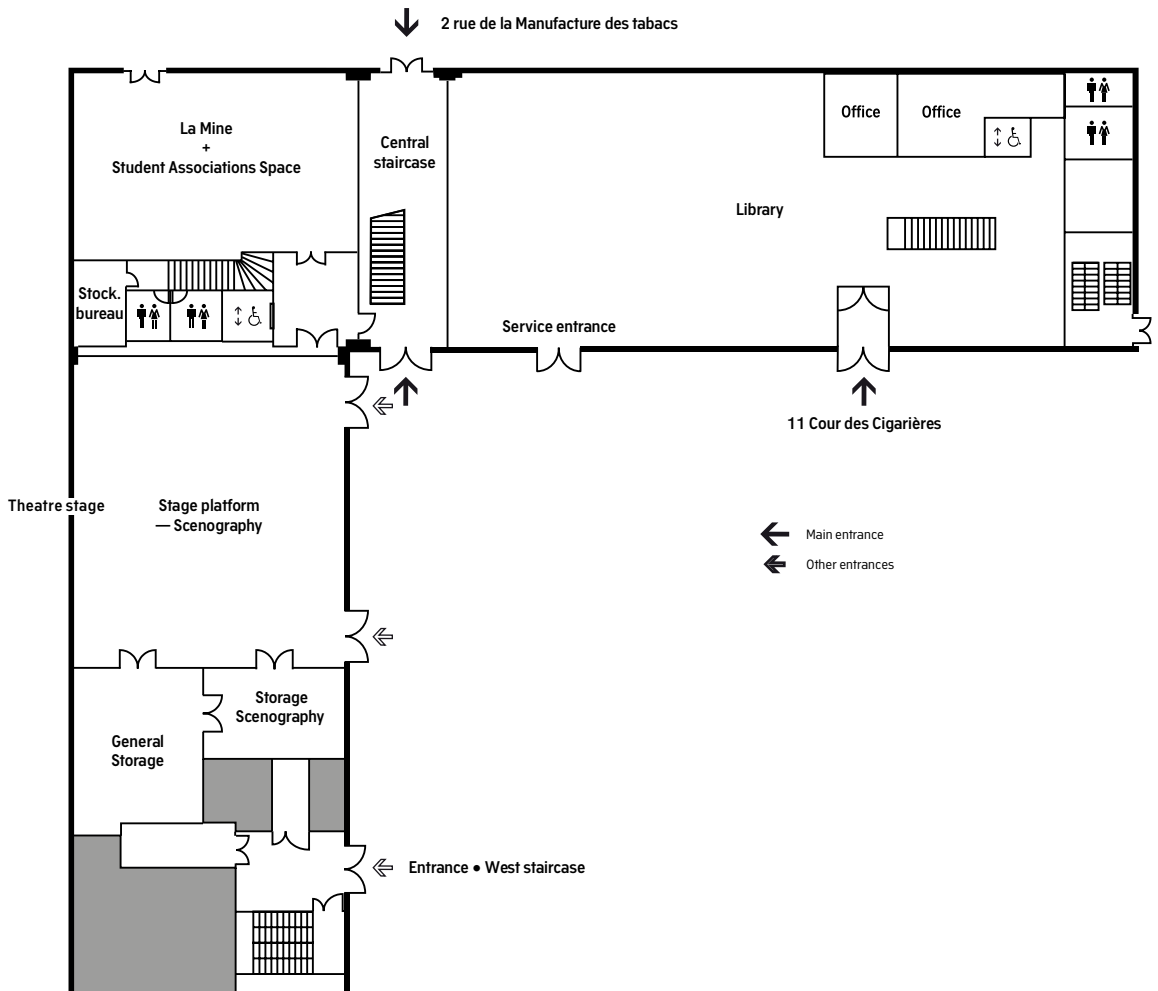 2 rue de la Manufacture des tabacs
La Mine
+
Student Associations Space
Central
staircase
Office
Office
Library
Stock.
bureau
Service entrance
11 Cour des Cigarières
Theatre stage
Stage platform
— Scenography
Main entrance
Other entrances
Storage
Scenography
General
Storage
Entrance • West staircase